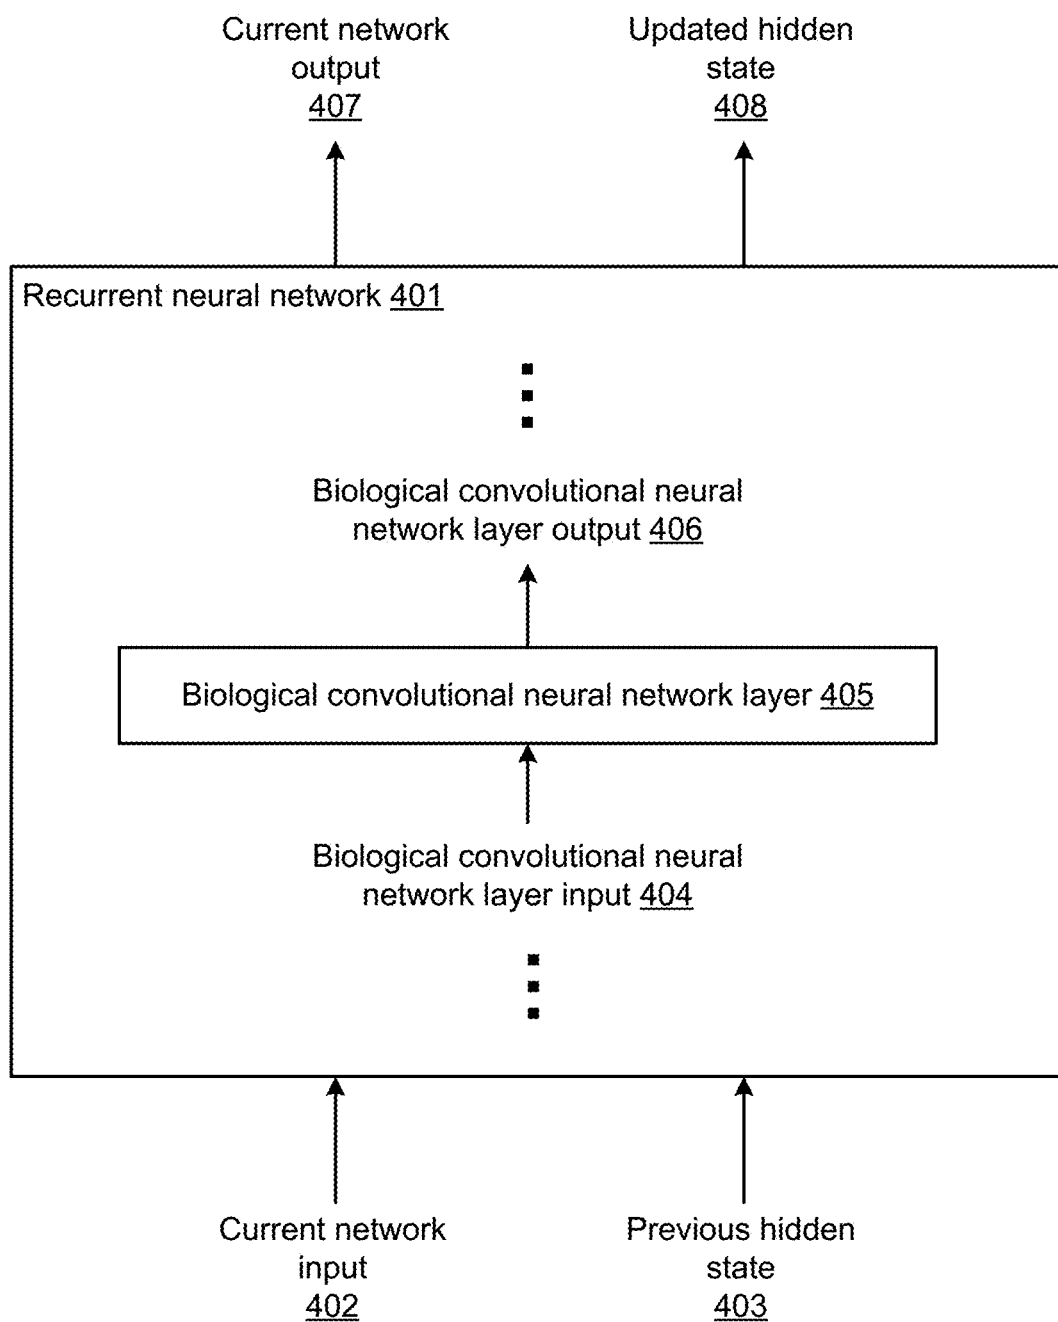 Current network
output
407
Updated hidden
state
408
Recurrent neural network 401
Biological convolutional neural
network layer output 406
Biological convolutional neural network layer 405
Biological convolutional neural
network layer input 404
Current network
input
402
Previous hidden
state
403